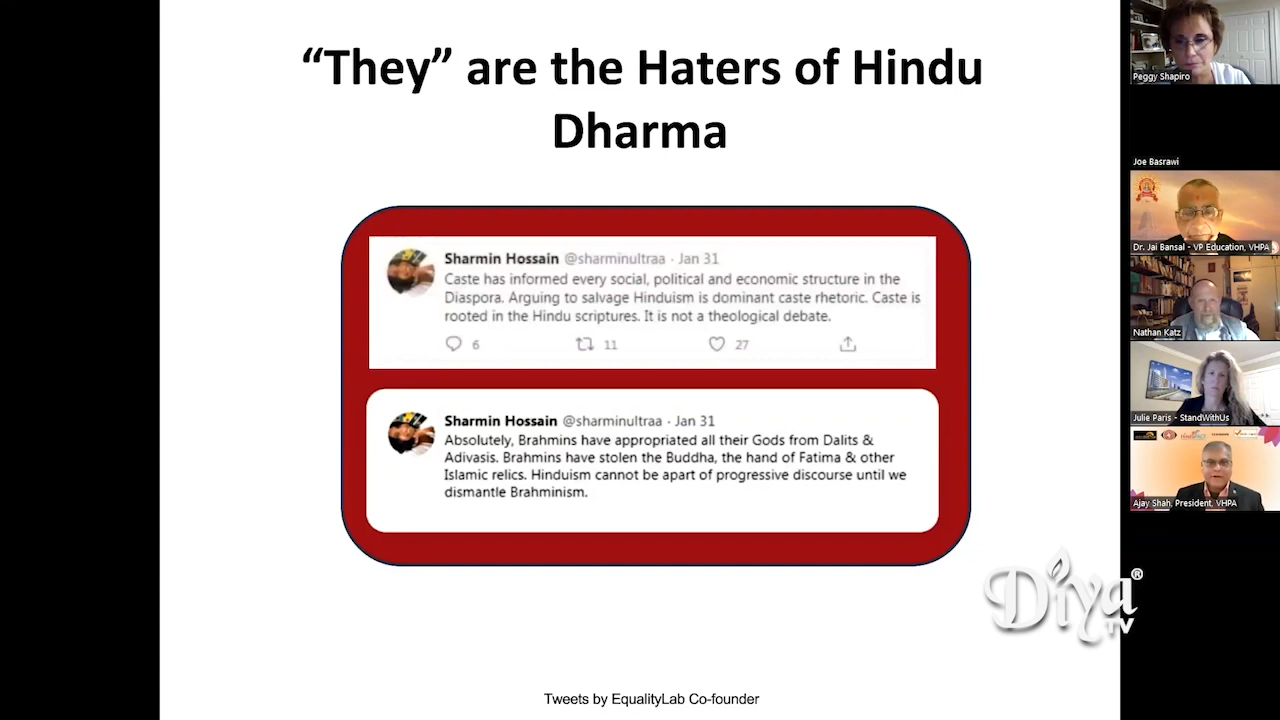 “They” are the Haters of Hindu
Dharma
Sharmin Hossain @sharminultraa · Jan 31
Caste has informed every social, political and economic structure in the
Diaspora. Arguing to salvage Hinduism is dominant caste rhetoric. Caste is
rooted in the Hindu scriptures. It is not a theological debate.
6 11 27
Sharmin Hossain @sharminultraa · Jan 31
Absolutely, Brahmins have appropriated all their Gods from Dalits &
Adivasis. Brahmins have stolen the Buddha, the hand of Fatima & other
Islamic relics. Hinduism cannot be apart of progressive discourse until we
dismantle Brahminism.
Tweets by EqualityLab Co-founder
Peggy Shapiro
Joe Basrawi
Dr. Jai Bansal - VP Education, VHPA
Nathan Katz
Julie Paris - StandWithUs
Ajay Shah, President, VHPA
Diya®
TV